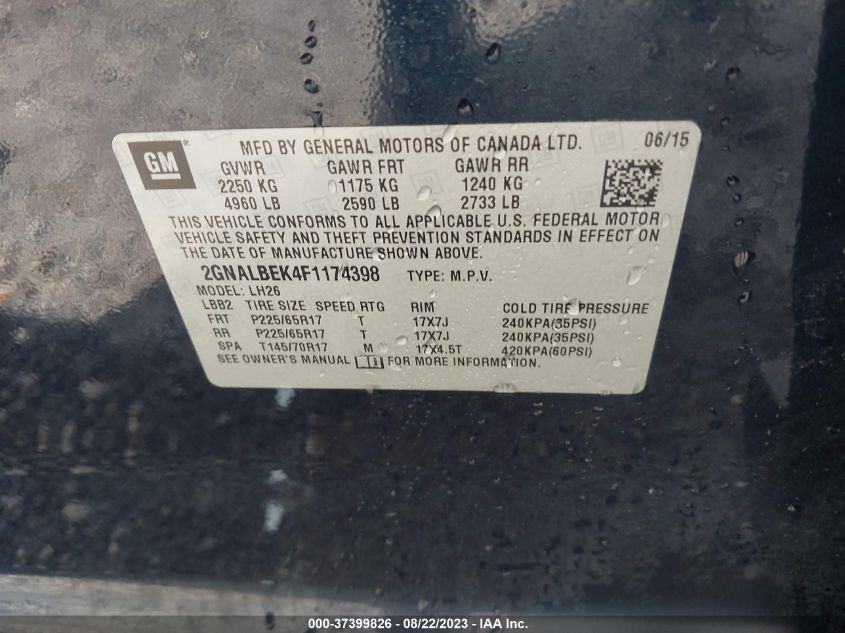 GM ® MFD BY GENERAL MOTORS OF CANADA LTD. 06/15
GVWR GAWR FRT GAWR RR
2250 KG 1175 KG 1240 KG
4960 LB 2590 LB 2733 LB
THIS VEHICLE CONFORMS TO ALL APPLICABLE U.S. FEDERAL MOTOR
VEHICLE SAFETY AND THEFT PREVENTION STANDARDS IN EFFECT ON
THE DATE OF MANUFACTURE SHOWN ABOVE.
2GNALBEK4F1174398 TYPE: M.P.V.
MODEL: LH26
LBB2 TIRE SIZE SPEED RTG RIM COLD TIRE PRESSURE
FRT P225/65R17 T 17X7J 240KPA(35PSI)
RR P225/65R17 T 17X7J 240KPA(35PSI)
SPA T145/70R17 M 17X4.5T 420KPA(60PSI)
SEE OWNER'S MANUAL FOR MORE INFORMATION.
000-37399826 - 08/22/2023 - IAA Inc.